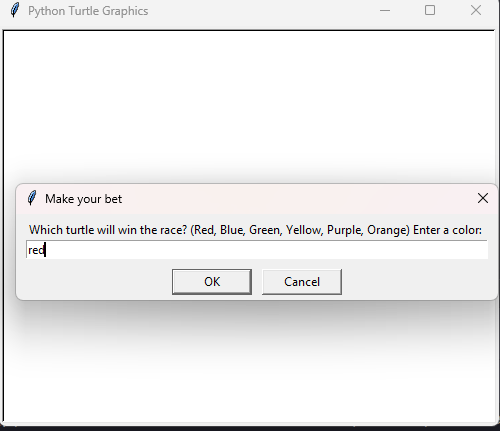 Python Turtle Graphics
Make your bet
Which turtle will win the race? (Red, Blue, Green, Yellow, Purple, Orange) Enter a color:
red
OK
Cancel